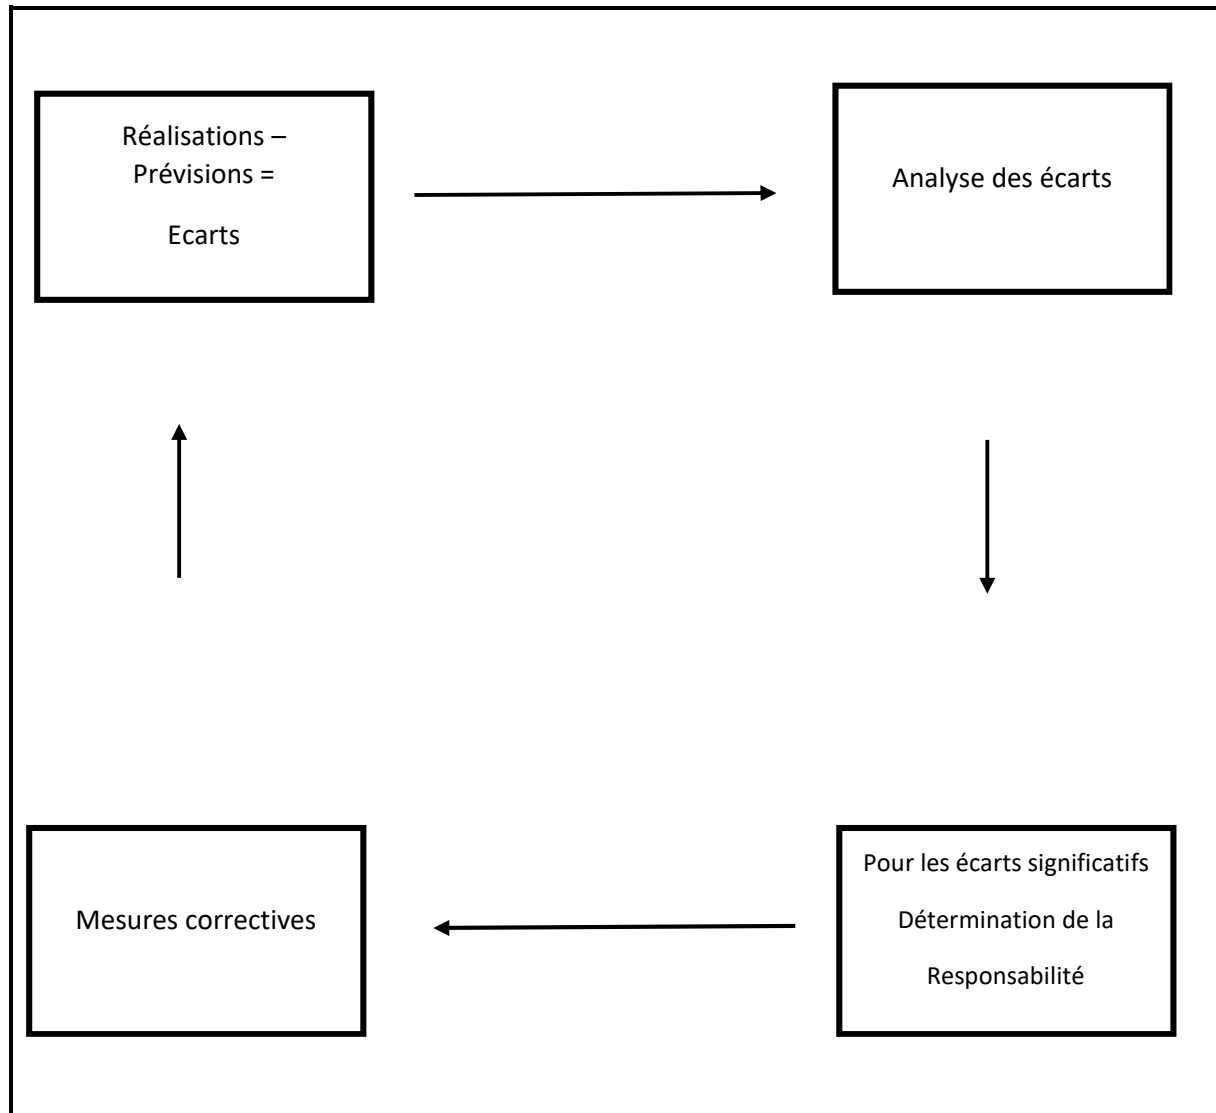 Réalisations –
Prévisions =
Ecarts
Analyse des écarts
Mesures correctives
Pour les écarts significatifs
Détermination de la
Responsabilité